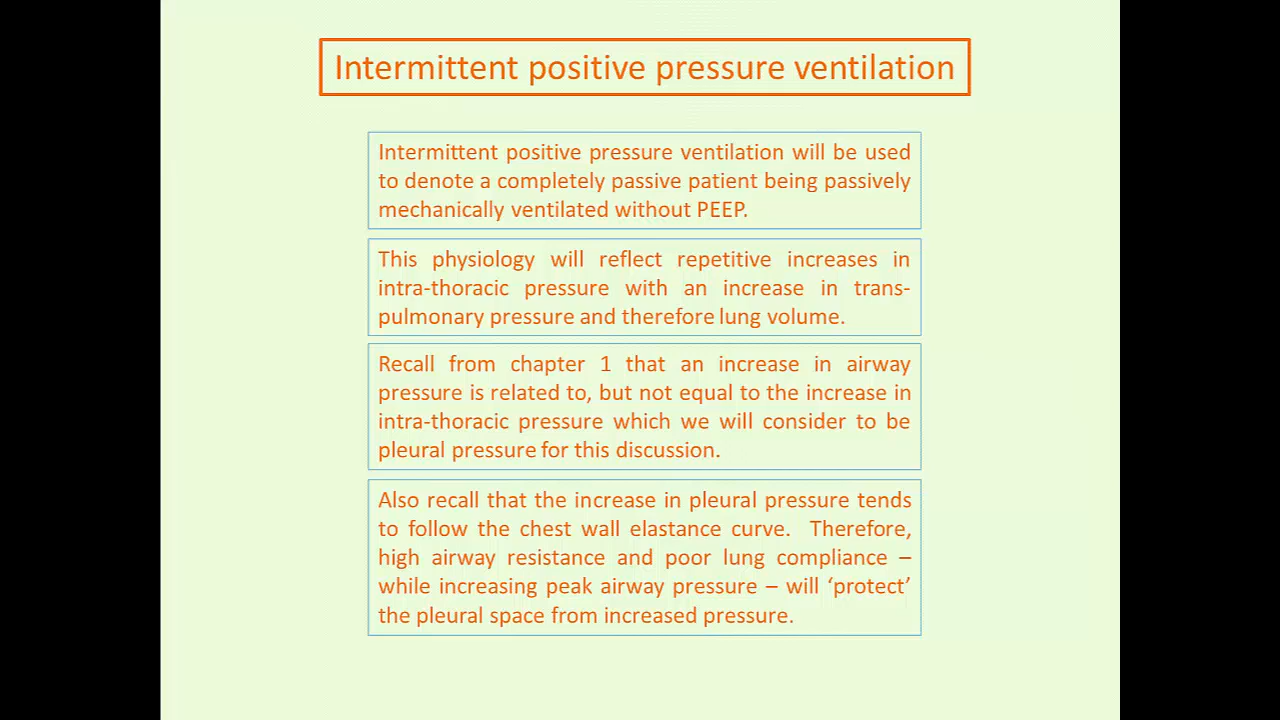 Intermittent positive pressure ventilation
Intermittent positive pressure ventilation will be used
to denote a completely passive patient being passively
mechanically ventilated without PEEP.
This physiology will reflect repetitive increases in
intra-thoracic pressure with an increase in trans-
pulmonary pressure and therefore lung volume.
Recall from chapter 1 that an increase in airway
pressure is related to, but not equal to the increase in
intra-thoracic pressure which we will consider to be
pleural pressure for this discussion.
Also recall that the increase in pleural pressure tends
to follow the chest wall elastance curve. Therefore,
high airway resistance and poor lung compliance –
while increasing peak airway pressure – will ‘protect’
the pleural space from increased pressure.